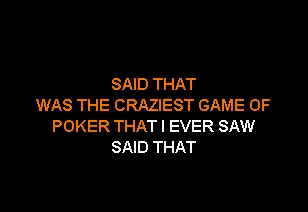 SAID THAT
WAS THE CRAZIEST GAME OF
POKER THAT I EVER SAW
SAID THAT